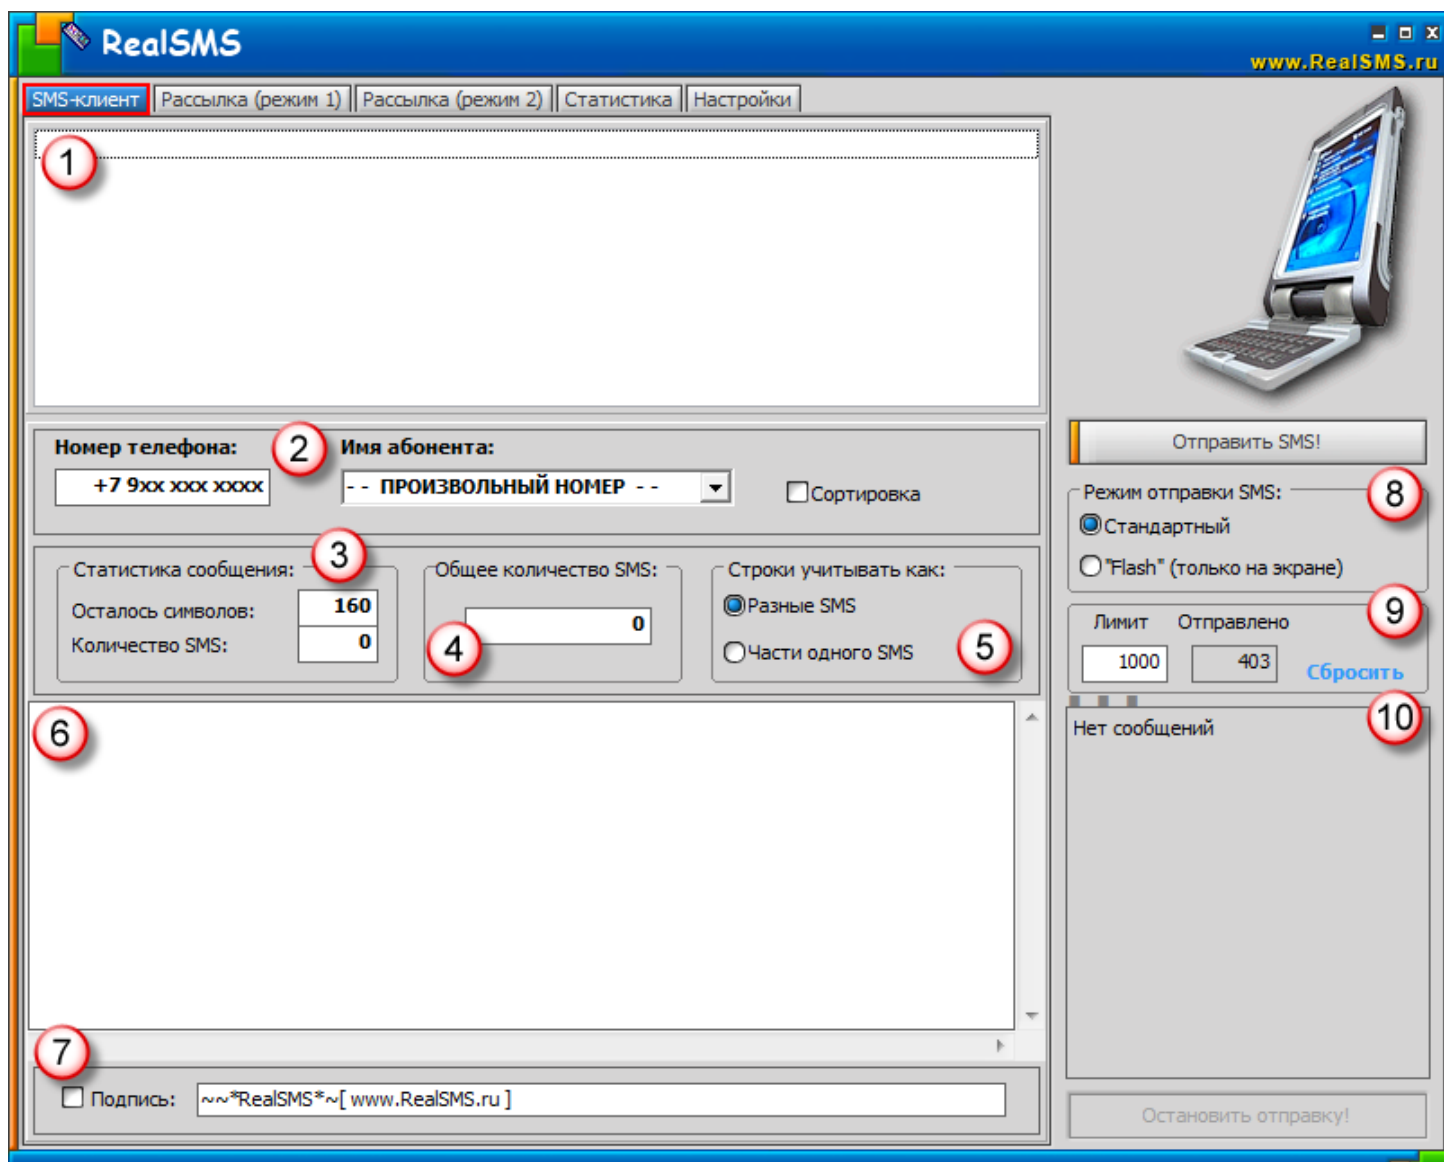 RealSMS
www.RealSMS.ru
SMS-клиент Рассылка (режим 1) Рассылка (режим 2) Статистика Настройки
1
Номер телефона: 2 Имя абонента:
+7 9xx xxx xxxx - - ПРОИЗВОЛЬНЫЙ НОМЕР - - Сортировка
3
Статистика сообщения: Общее количество SMS: Строки учитывать как:
Осталось символов: 160 0 Разные SMS
Количество SMS: 0 4 Части одного SMS 5
6
7
Подпись: ~~*RealSMS*~[ www.RealSMS.ru ]
Отправить SMS!
Режим отправки SMS: 8
Стандартный
"Flash" (только на экране)
Лимит Отправлено 9
1000 403 Сбросить
10
Нет сообщений
Остановить отправку!